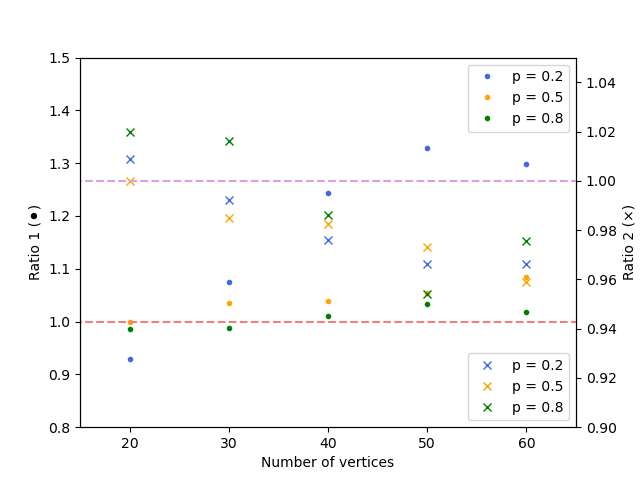 1.5
1.4
1.3
1.2
1.1
1.0
0.9
0.8
Ratio 1 (●)
p = 0.2
p = 0.5
p = 0.8
p = 0.2
p = 0.5
p = 0.8
1.04
1.02
1.00
0.98
0.96
0.94
0.92
0.90
Ratio 2 (×)
20 30 40 50 60
Number of vertices